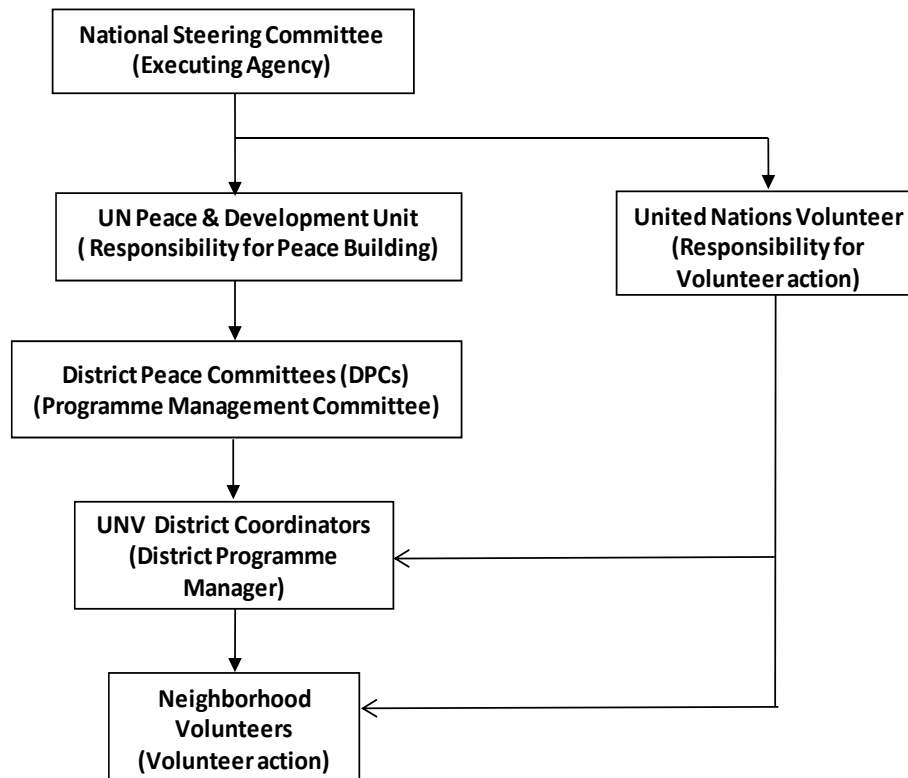 National Steering Committee
(Executing Agency)
UN Peace & Development Unit
( Responsibility for Peace Building)
United Nations Volunteer
(Responsibility for
Volunteer action)
District Peace Committees (DPCs)
(Programme Management Committee)
UNV District Coordinators
(District Programme
Manager)
Neighborhood
Volunteers
(Volunteer action)